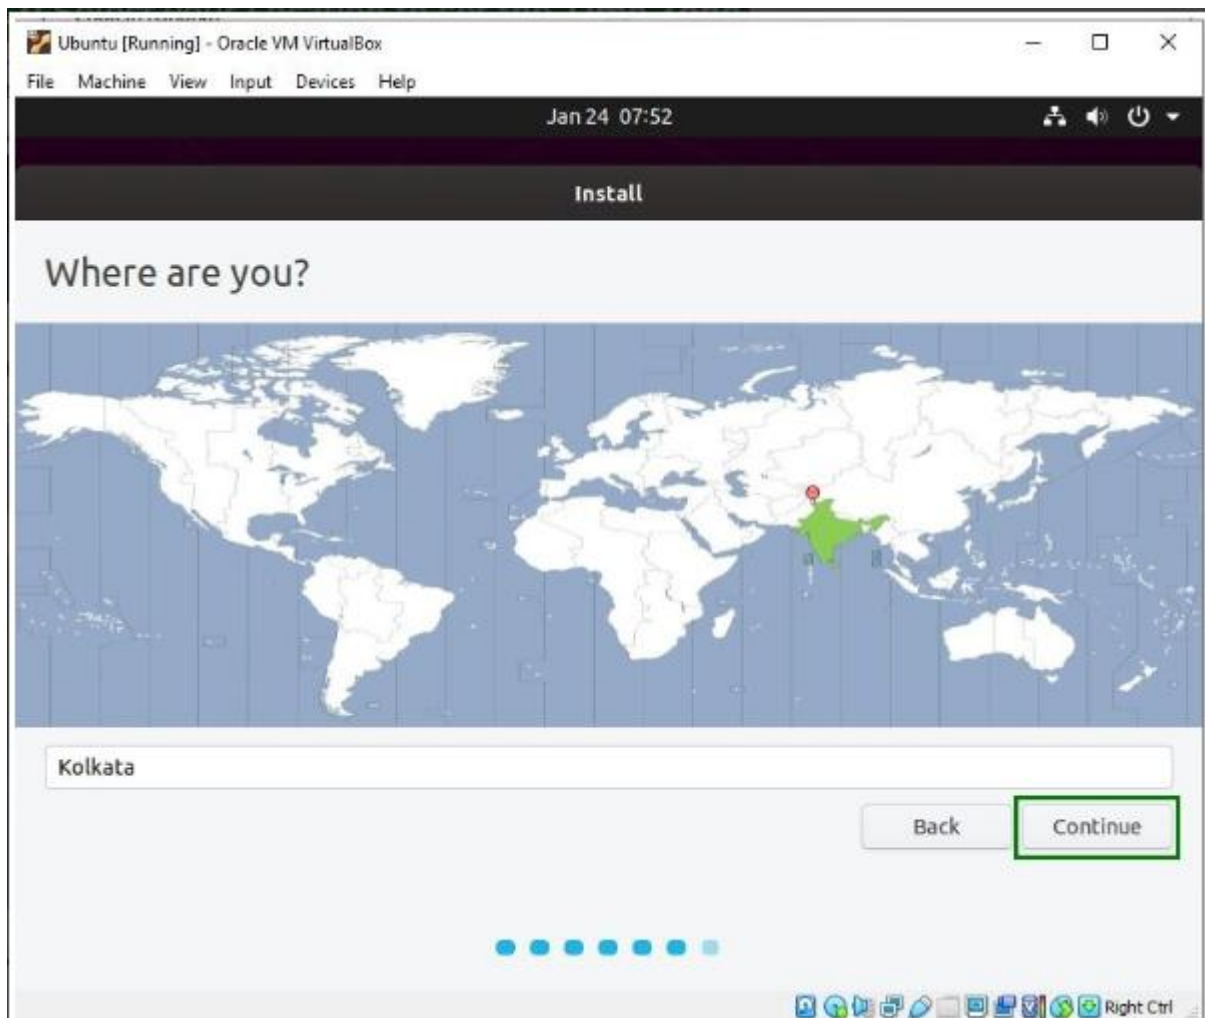 Ubuntu [Running] - Oracle VM VirtualBox
File Machine View Input Devices Help
Jan 24 07:52
Install
Where are you?
Kolkata
Back Continue
Right Ctrl